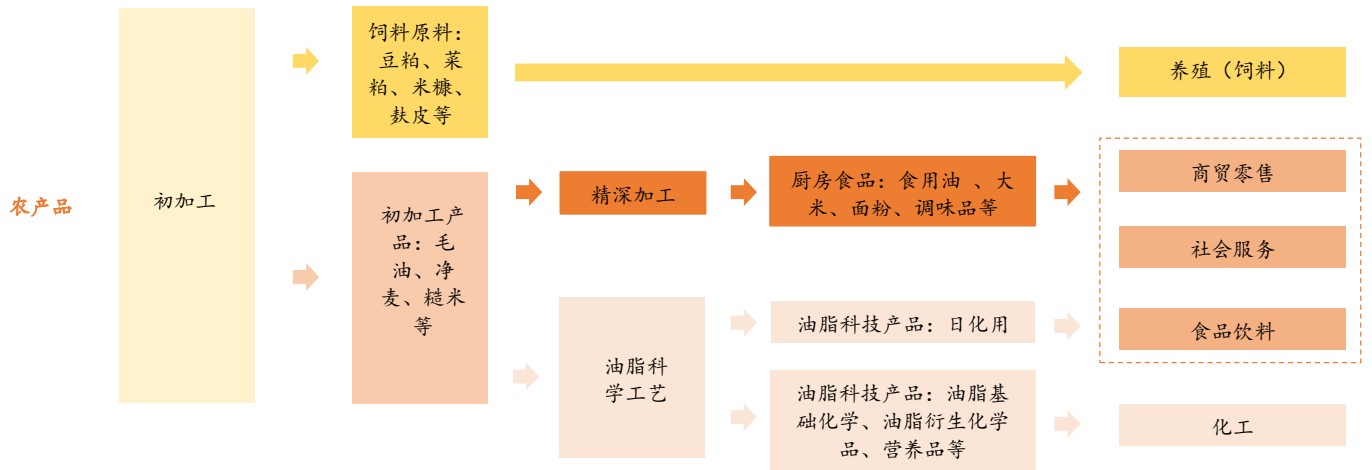 农产品
初加工
饲料原料：
豆粕、菜
粕、米糠、
麸皮等
养殖（饲料）
初加工产
品：毛
油、净
麦、糙米
等
精深加工
厨房食品：食用油 、大
米、面粉、调味品等
商贸零售
社会服务
食品饮料
油脂科
学工艺
油脂科技产品：日化用
油脂科技产品：油脂基
础化学、油脂衍生化学
品、营养品等
化工